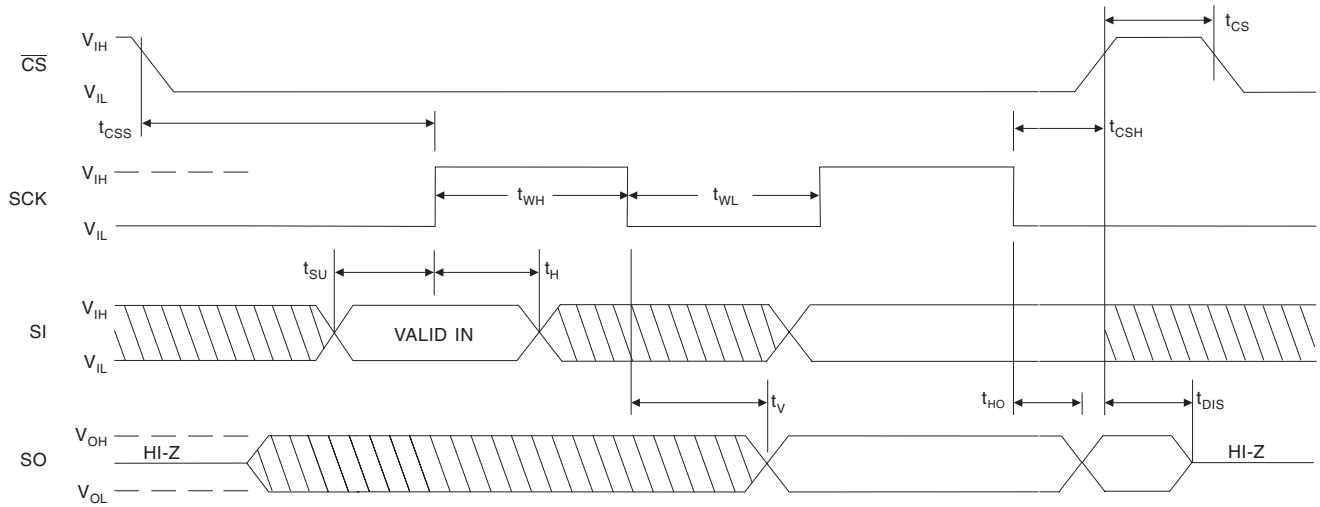 t_CS
V_IH
CS
V_IL
t_CSS
t_CSH
V_IH
SCK
t_WH
t_WL
V_IL
t_SU
t_H
V_IH
SI
VALID IN
V_IL
t_V
t_HO
t_DIS
V_OH
SO
HI-Z
HI-Z
V_OL